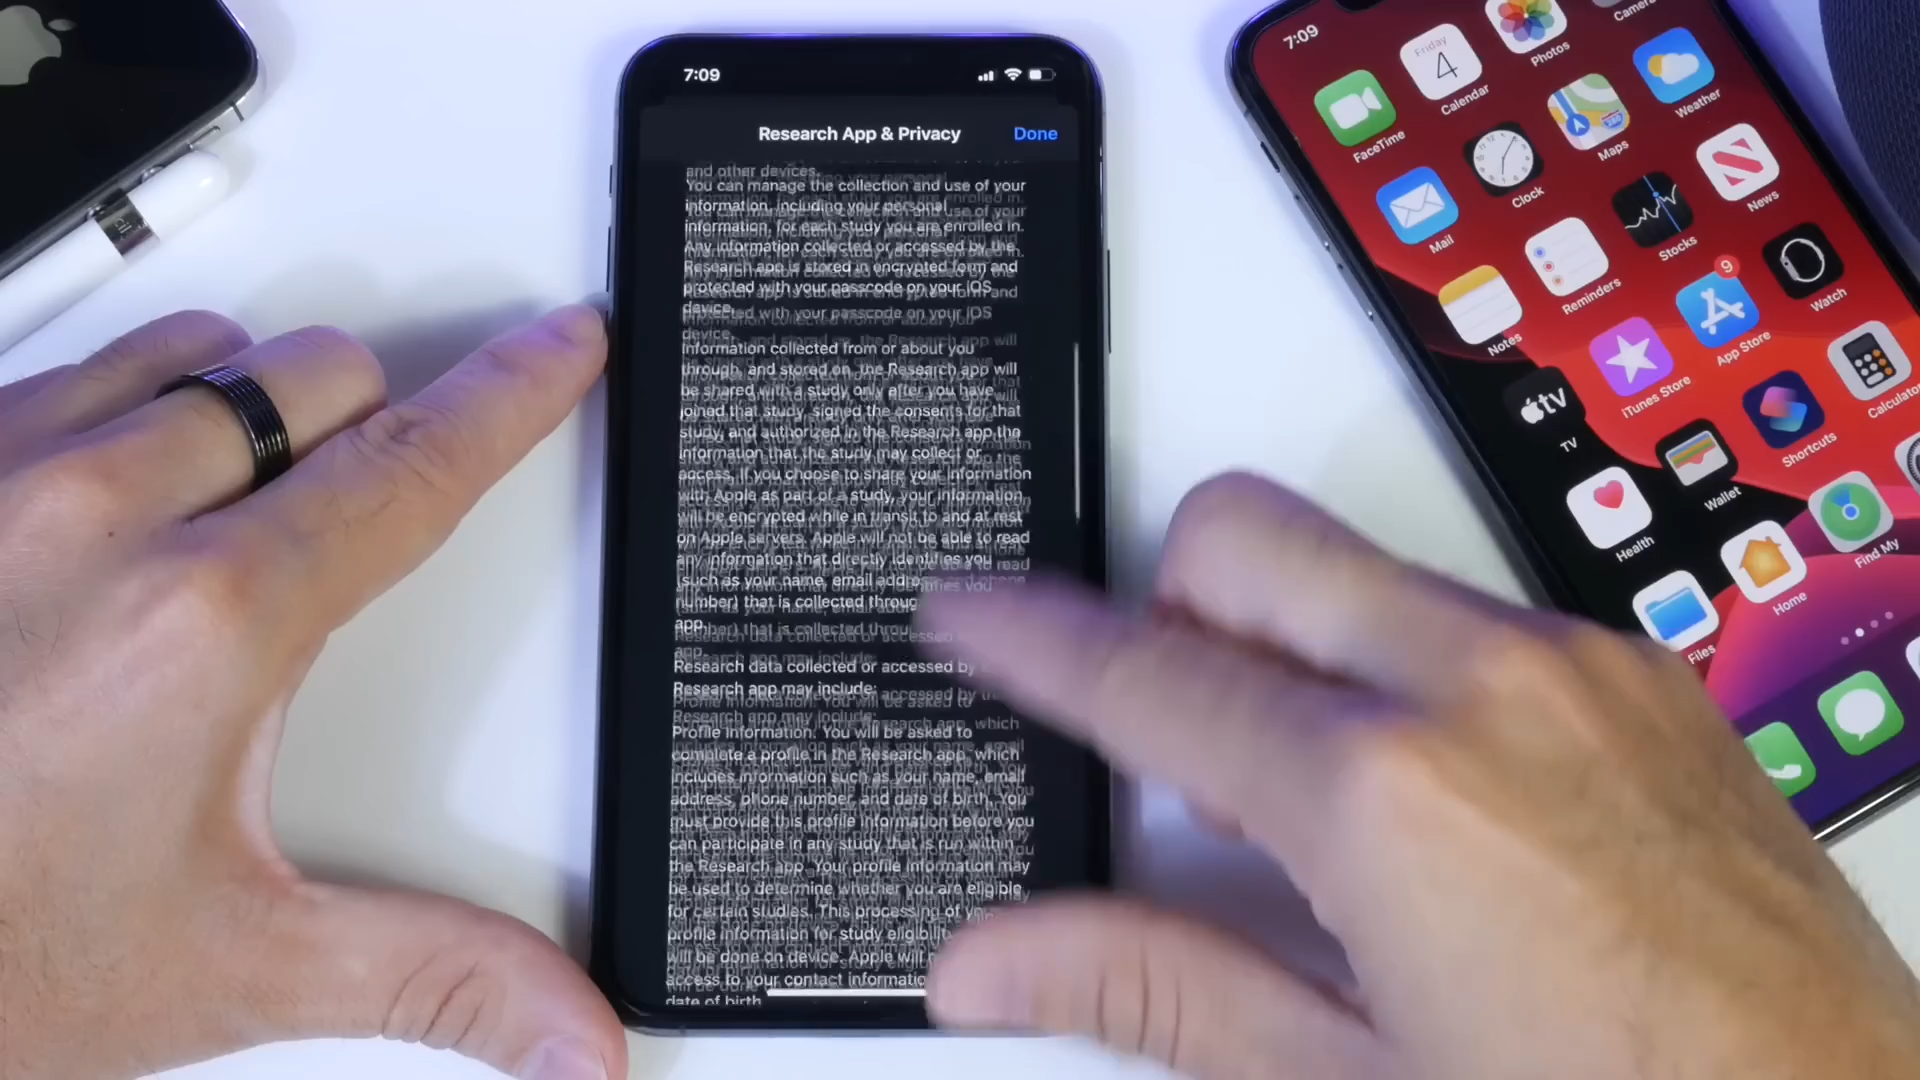 7:09
Research App & Privacy
Done
and other devices.
You can manage the collection and use of your
information, including your personal
information, for each study you are enrolled in.
Any information collected or accessed by the
Research app is stored in encrypted form and
protected with your passcode on your iOS
device.
Information collected from or about you
through, and stored on, the Research app will
be shared with a study only after you have
joined that study, signed the consents for that
study, and authorized in the Research app the
information that the study may collect or
access. If you choose to share your information
with Apple as part of a study, your information
will be encrypted while in transit to and at rest
on Apple servers. Apple will not be able to read
any information that directly identifies you
(such as your name, email address
number) that is collected through
app.
Research data collected or accessed by
Research app may include:
Profile Information. You will be asked to
complete a profile in the Research app, which
includes information such as your name, email
address, phone number, and date of birth. You
must provide this profile information before you
can participate in any study that is run within
the Research app. Your profile information may
be used to determine whether you are eligible
for certain studies. This processing of
profile information for study
will be done on device. Apple will
access to your contact
date of birth
7:09
Friday
4
FaceTime
Calendar
Photos
Camera
Mail
Clock
Maps
Weather
Notes
Reminders
Stocks
News
9
TV
iTunes Store
App Store
Watch
tv
Health
Wallet
Shortcuts
Calculator
Files
Home
Find My